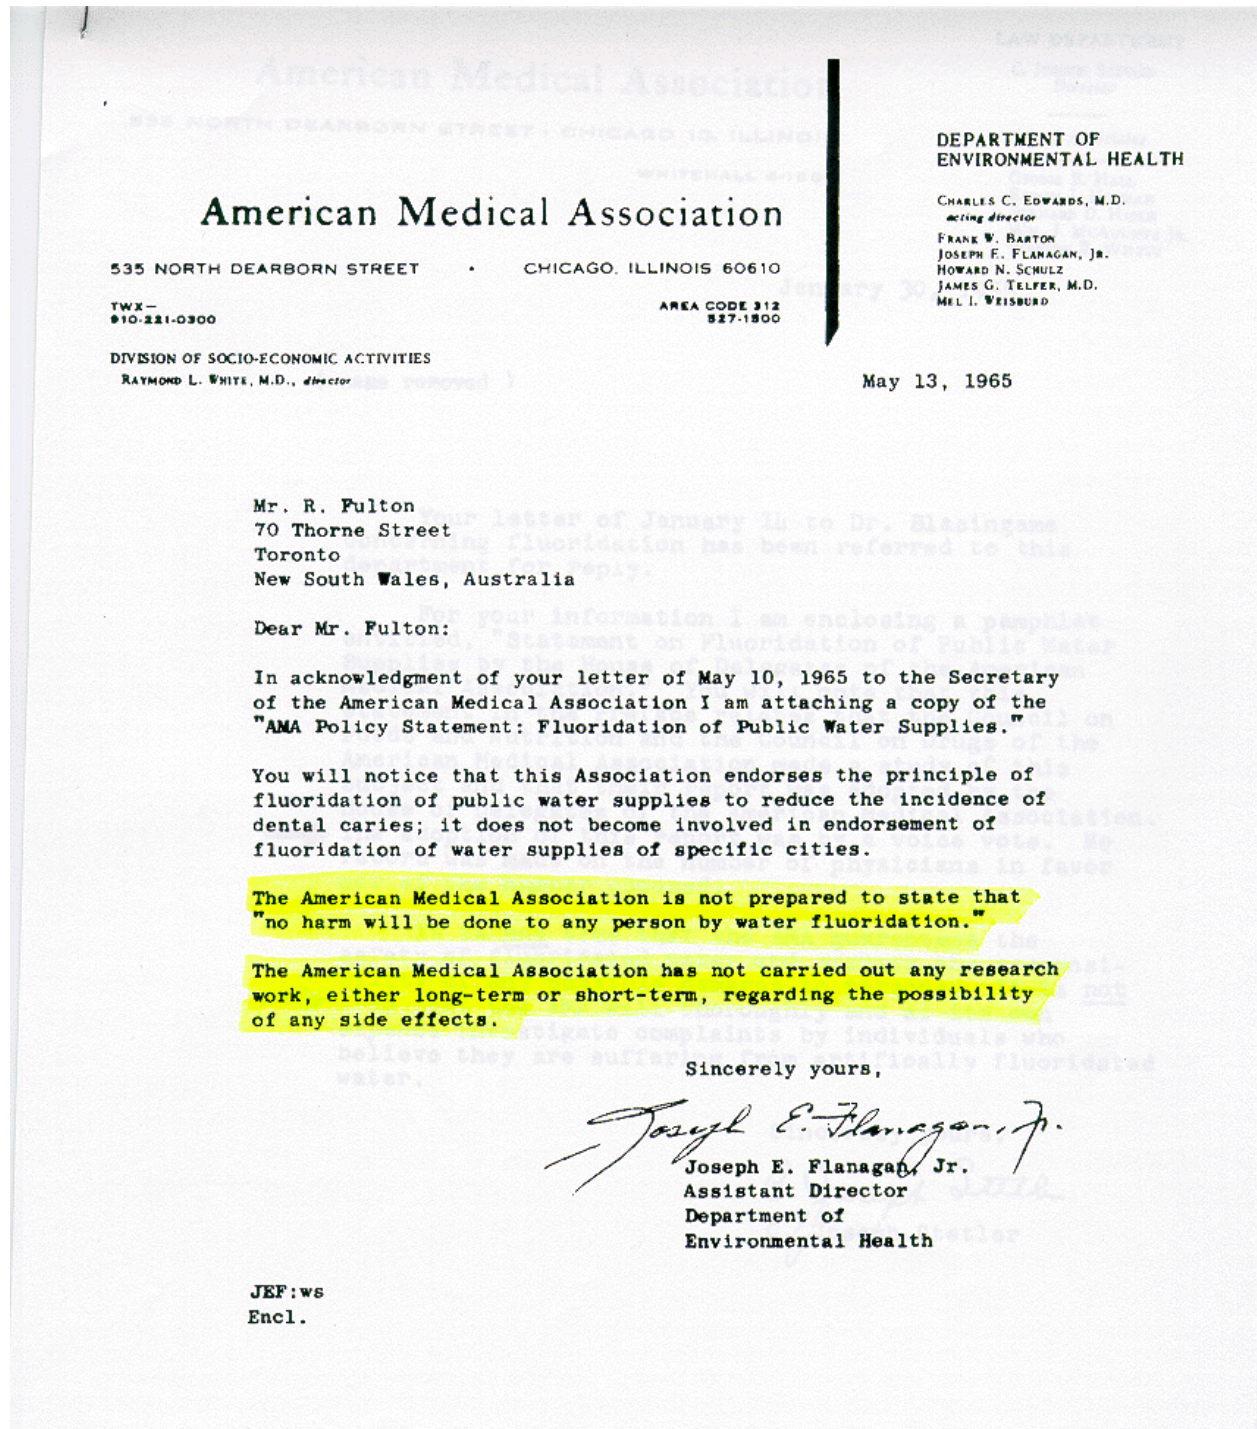 American Medical Association
535 NORTH DEARBORN STREET • CHICAGO, ILLINOIS 60610
TWX—
910-221-0300
AREA CODE 312
527-1500
DIVISION OF SOCIO-ECONOMIC ACTIVITIES
RAYMOND L. WHITE, M.D., director
DEPARTMENT OF
ENVIRONMENTAL HEALTH
CHARLES C. EDWARDS, M.D.
acting director
FRANK W. BARTON
JOSEPH E. FLANAGAN, JR.
HOWARD N. SCHULZ
JAMES G. TELFER, M.D.
MEL I. WEISBURD
May 13, 1965
Mr. R. Fulton
70 Thorne Street
Toronto
New South Wales, Australia
Dear Mr. Fulton:
In acknowledgment of your letter of May 10, 1965 to the Secretary
of the American Medical Association I am attaching a copy of the
"AMA Policy Statement: Fluoridation of Public Water Supplies."
You will notice that this Association endorses the principle of
fluoridation of public water supplies to reduce the incidence of
dental caries; it does not become involved in endorsement of
fluoridation of water supplies of specific cities.
The American Medical Association is not prepared to state that
"no harm will be done to any person by water fluoridation."
The American Medical Association has not carried out any research
work, either long-term or short-term, regarding the possibility
of any side effects.
Sincerely yours,
Joseph E. Flanagan, Jr.
Joseph E. Flanagan, Jr.
Assistant Director
Department of
Environmental Health
JEF:ws
Encl.